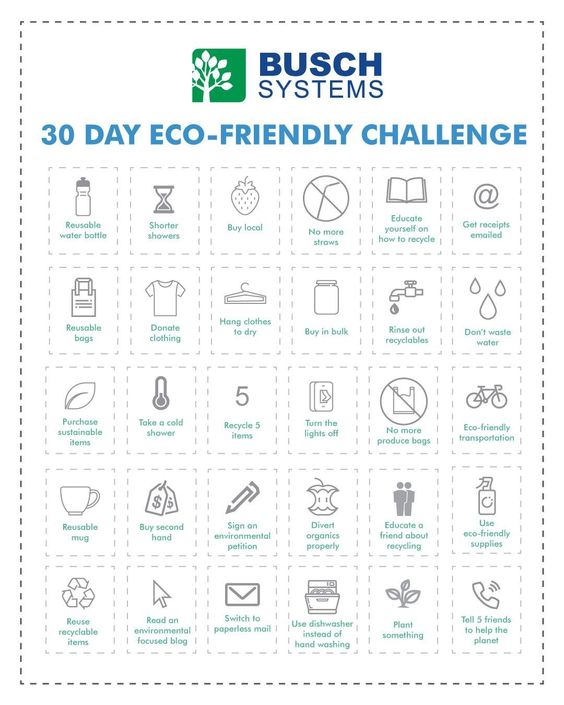 BUSCH
SYSTEMS
30 DAY ECO-FRIENDLY CHALLENGE
Reusable
water bottle
Shorter
showers
Buy local
No more
straws
Educate
yourself on
how to recycle
@
Get receipts
emailed
Reusable
bags
Donate
clothing
Hang clothes
to dry
Buy in bulk
Rinse out
recyclables
Don't waste
water
Purchase
sustainable
items
Take a cold
shower
5
Recycle 5
items
Turn the
lights off
No more
produce bags
Eco-friendly
transportation
Reusable
mug
$ $
Buy second
hand
Sign an
environmental
petition
Divert
organics
properly
Educate a
friend about
recycling
Use
eco-friendly
supplies
Reuse
recyclable
items
Read an
environmental
focused blog
Switch to
paperless mail
Use dishwasher
instead of
hand washing
Plant
something
Tell 5 friends
to help the
planet